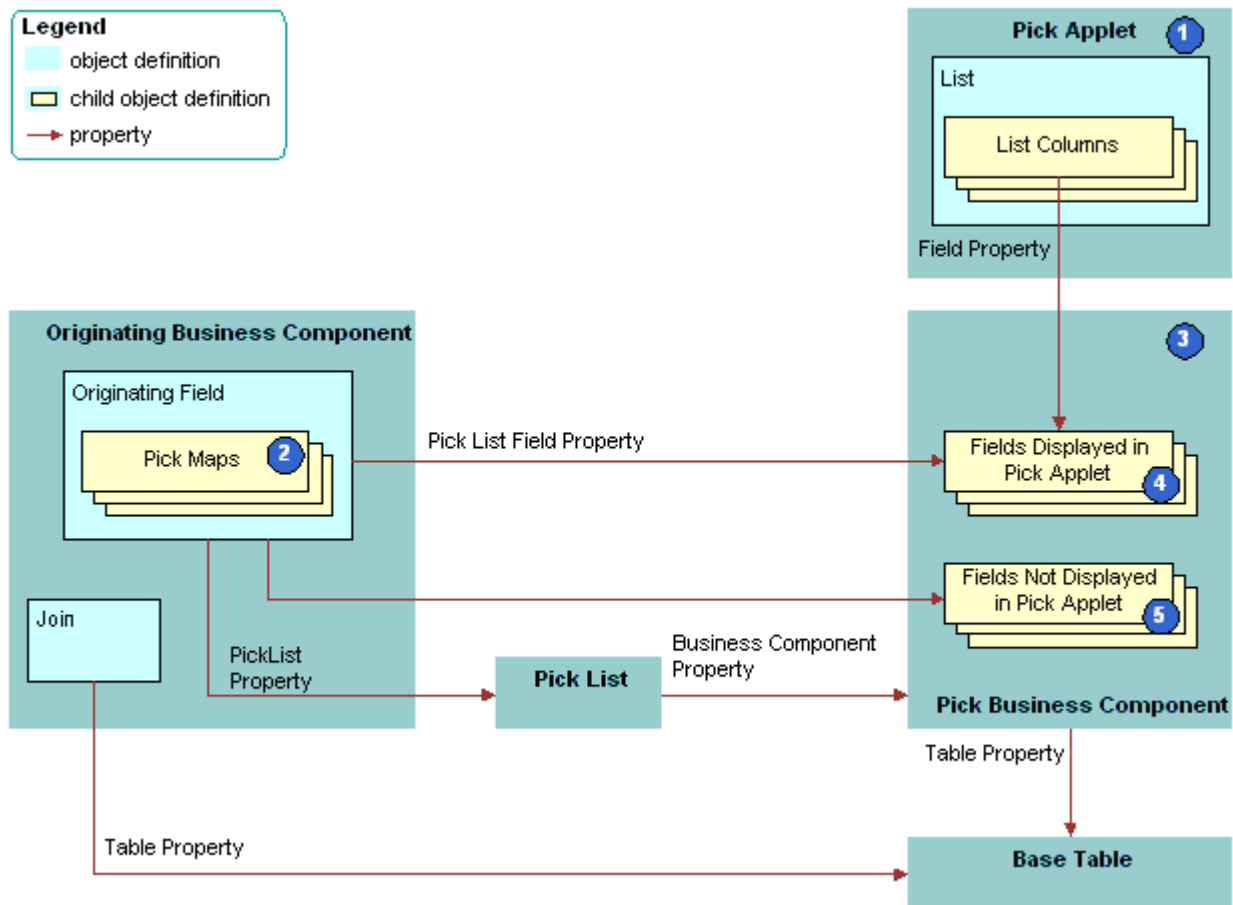 Legend
object definition
child object definition
property
Pick Applet
1
List
List Columns
Field Property
Originating Business Component
3
Originating Field
Pick Maps
2
Pick List Field Property
Fields Displayed in
Pick Applet
4
Fields Not Displayed
in Pick Applet
5
Join
PickList
Property
Pick List
Business Component
Property
Pick Business Component
Table Property
Table Property
Base Table